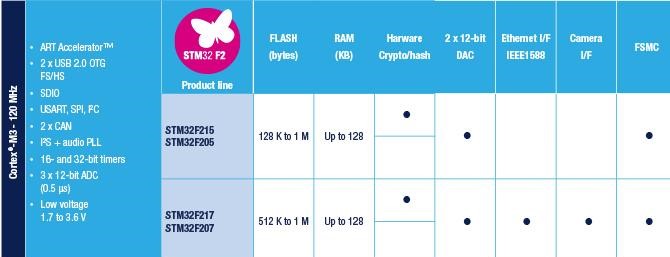 Cortex®-M3 - 120 MHz
• ART Accelerator™
• 2 x USB 2.0 OTG
FS/HS
• SDIO
• USART, SPI, I²C
• 2 x CAN
• I²S + audio PLL
• 16- and 32-bit timers
• 3 x 12-bit ADC
(0.5 µs)
• Low voltage
1.7 to 3.6 V
STM32 F2
Product line
FLASH
(bytes)
RAM
(KB)
Harware
Crypto/hash
2 x 12-bit
DAC
Ethernet I/F
IEEE1588
Camera
I/F
FSMC
STM32F215
STM32F205
128 K to 1 M
Up to 128
•
•
•
STM32F217
STM32F207
512 K to 1 M
Up to 128
•
•
•
•
•